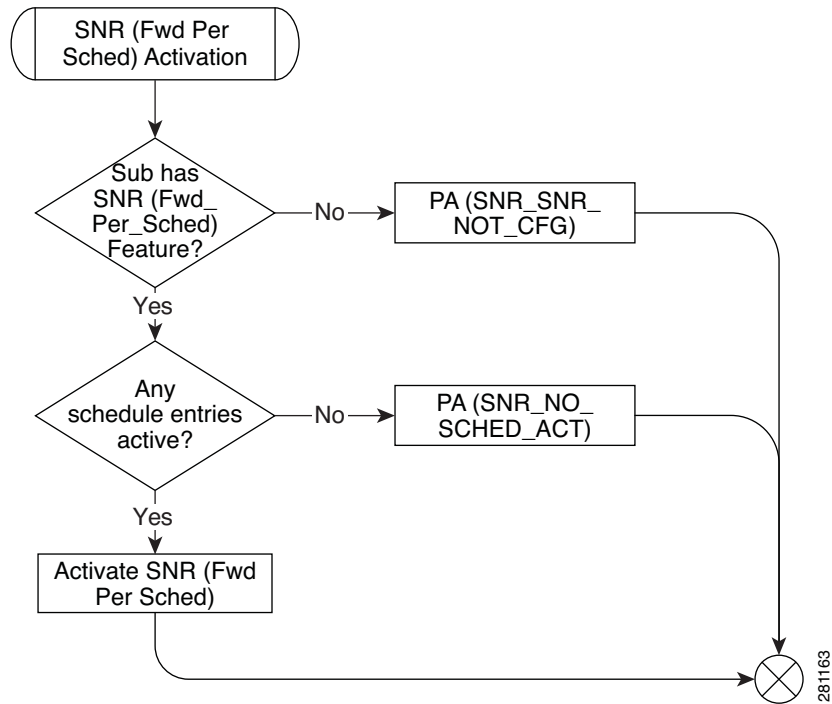 SNR (Fwd Per
Sched) Activation
Sub has
SNR (Fwd_
Per_Sched)
Feature?
No
PA (SNR_SNR_
NOT_CFG)
Yes
Any
schedule entries
active?
No
PA (SNR_NO_
SCHED_ACT)
Yes
Activate SNR (Fwd
Per Sched)
281163